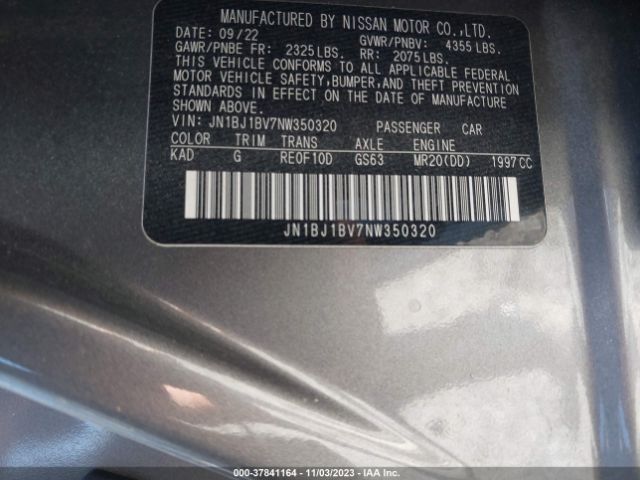 MANUFACTURED BY NISSAN MOTOR CO.,LTD.
DATE: 09/22 GVWR/PNBV: 4355 LBS.
GAWR/PNBE FR: 2325 LBS. RR: 2075 LBS.
THIS VEHICLE CONFORMS TO ALL APPLICABLE FEDERAL
MOTOR VEHICLE SAFETY, BUMPER, AND THEFT PREVENTION
STANDARDS IN EFFECT ON THE DATE OF MANUFACTURE
SHOWN ABOVE.
VIN: JN1BJ1BV7NW350320 PASSENGER CAR
COLOR TRIM TRANS AXLE ENGINE
KAD G RE0F10D GS63 MR20(DD) 1997CC
JN1BJ1BV7NW350320
000-37841164 - 11/03/2023 - IAA Inc.